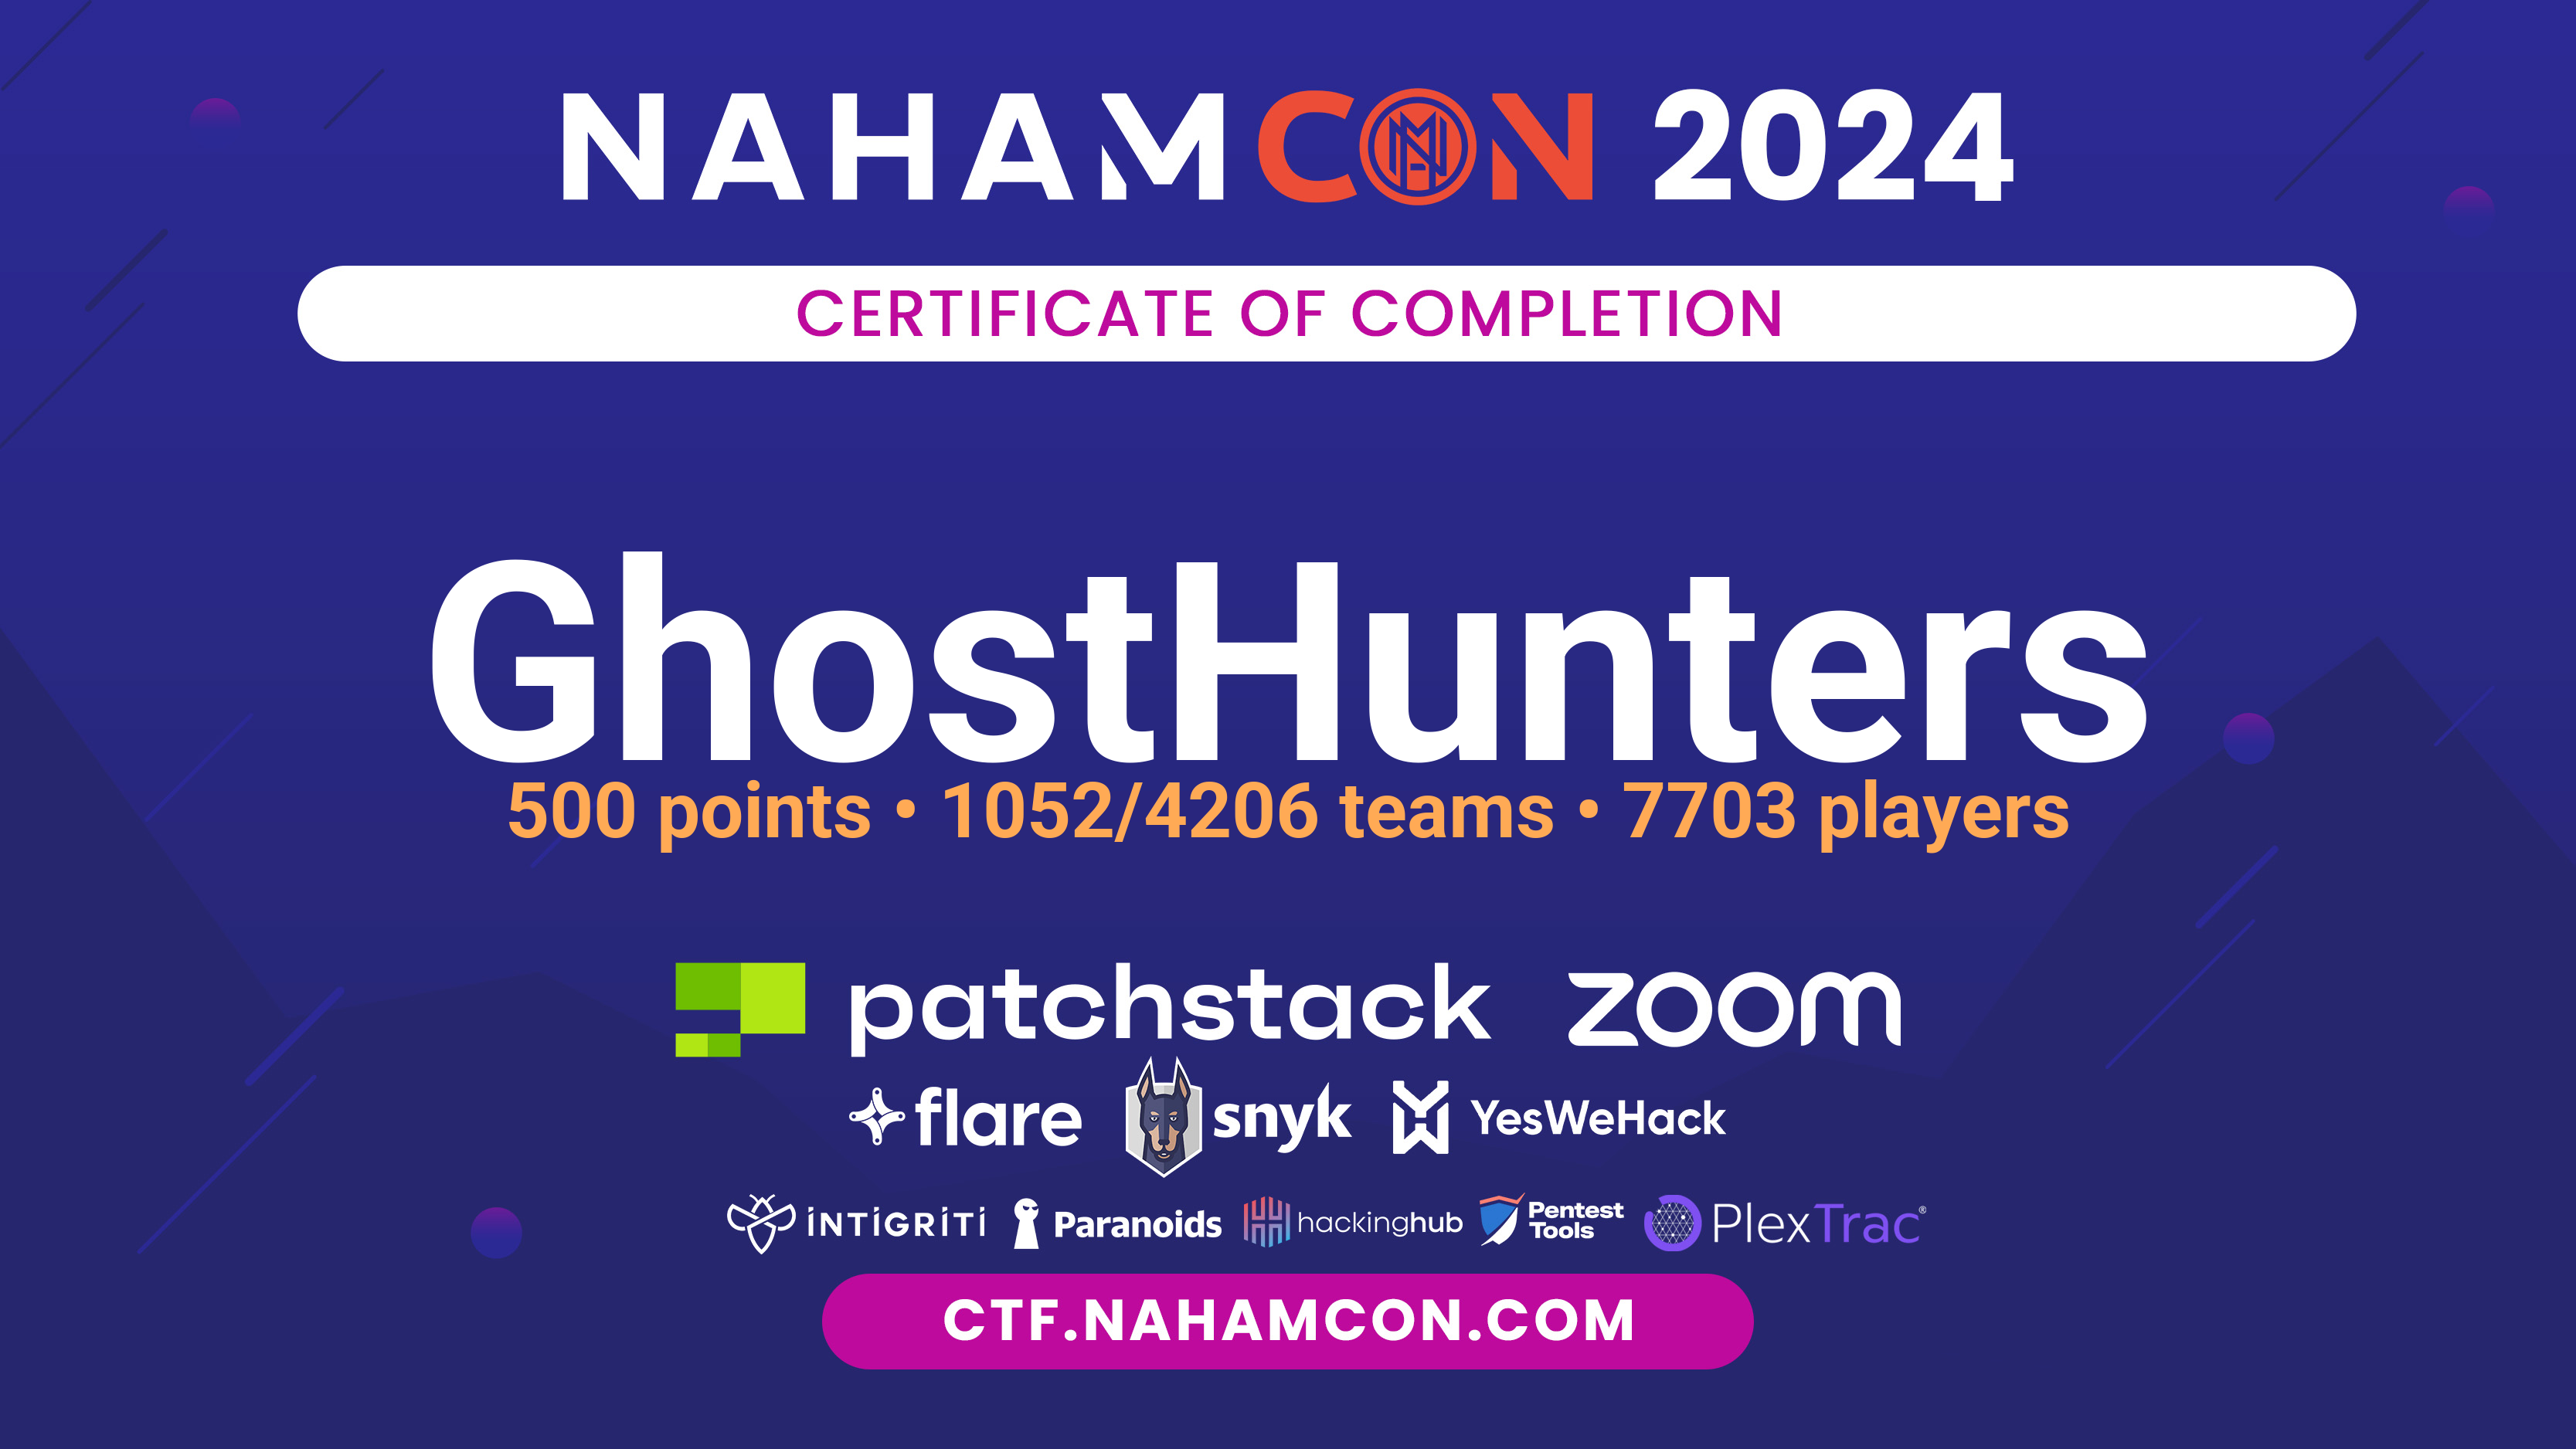 NAHAMCON 2024
CERTIFICATE OF COMPLETION
GhostHunters
500 points • 1052/4206 teams • 7703 players
patchstack zoom
flare snyk YesWeHack
INTIGRITI Paranoids hackinghub Pentest Tools PlexTrac®
CTF.NAHAMCON.COM